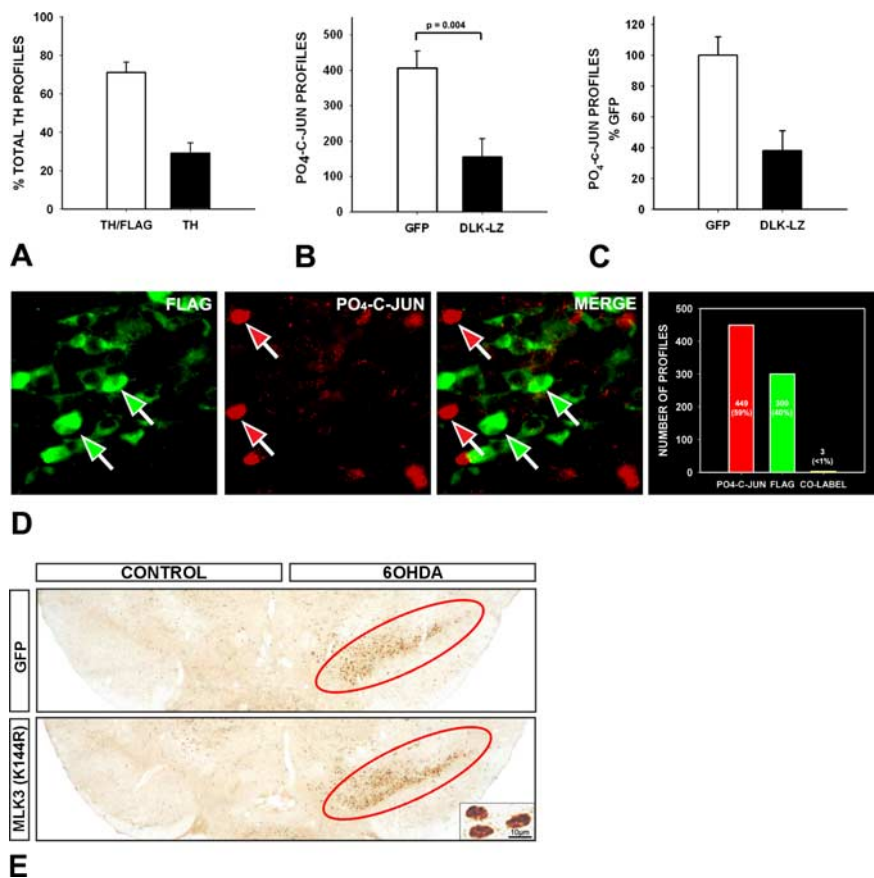 % TOTAL TH PROFILES
100
80
60
40
20
0
TH/FLAG TH
A
PO4-C-JUN PROFILES
500
400
300
200
100
0
p = 0.004
GFP DLK-LZ
B
PO4-c-JUN PROFILES
% GFP
120
100
80
60
40
20
0
GFP DLK-LZ
C
FLAG
PO4-C-JUN
MERGE
NUMBER OF PROFILES
500
400
300
200
100
0
449
(59%)
300
(40%)
3
(<1%)
PO4-C-JUN FLAG CO-LABEL
D
CONTROL 6OHDA
GFP
MLK3 (K144R)
10µm
E